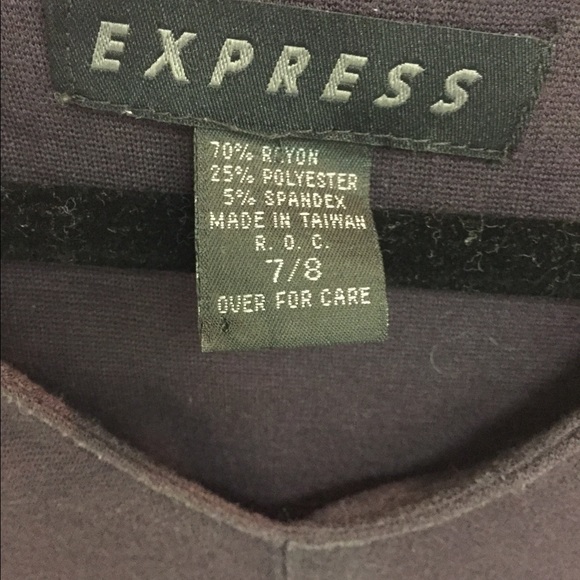 EXPRESS
70% RAYON
25% POLYESTER
5% SPANDEX
MADE IN TAIWAN
R. O. C.
7/8
OVER FOR CARE